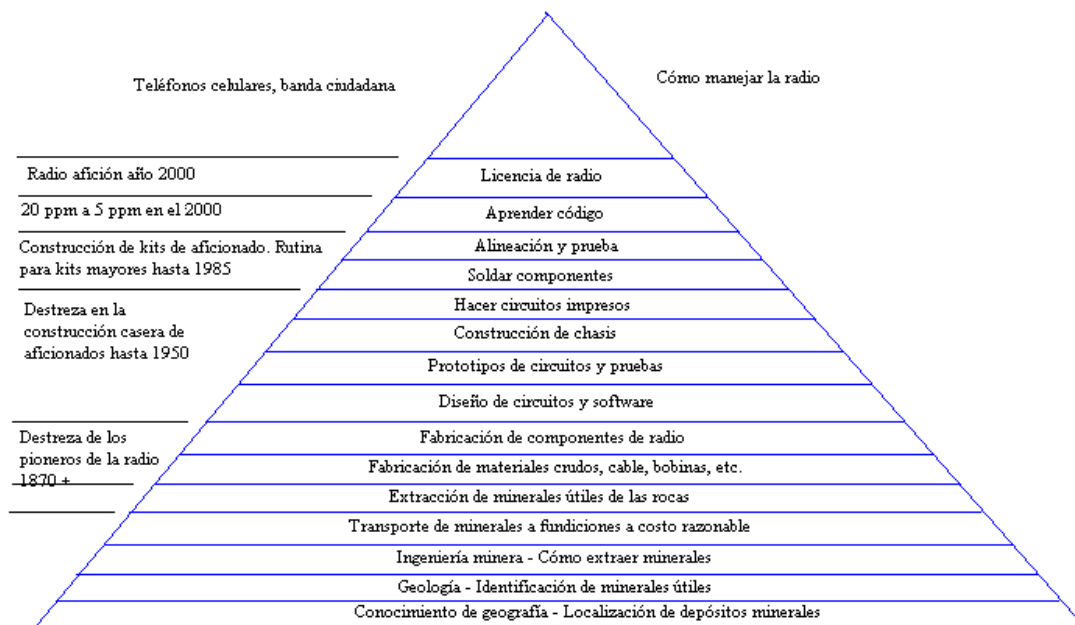 Teléfonos celulares, banda ciudadana
Cómo manejar la radio
Radio afición año 2000
Licencia de radio
20 ppm a 5 ppm en el 2000
Aprender código
Construcción de kits de aficionado. Rutina
para kits mayores hasta 1985
Alineación y prueba
Soldar componentes
Destreza en la
construcción casera de
aficionados hasta 1950
Hacer circuitos impresos
Construcción de chasis
Prototipos de circuitos y pruebas
Diseño de circuitos y software
Destreza de los
pioneros de la radio
1870 +
Fabricación de componentes de radio
Fabricación de materiales crudos, cable, bobinas, etc.
Extracción de minerales útiles de las rocas
Transporte de minerales a fundiciones a costo razonable
Ingeniería minera - Cómo extraer minerales
Geología - Identificación de minerales útiles
Conocimiento de geografía - Localización de depósitos minerales